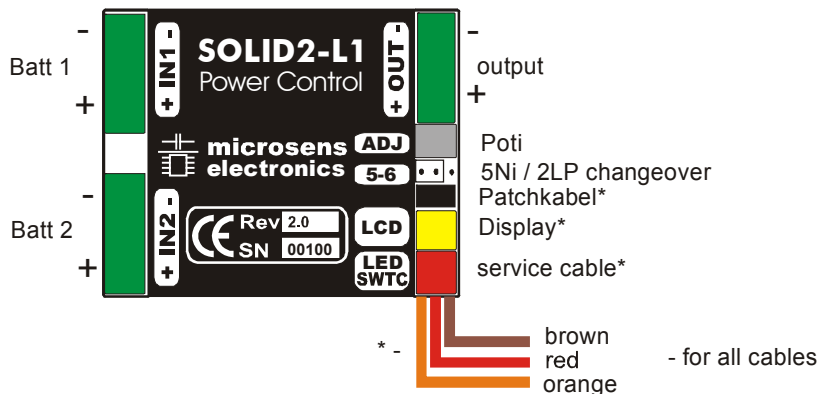 Batt 1
-
+
Batt 2
-
+
+ IN1 -
+ IN2 -
SOLID2-L1
Power Control
microsens
electronics
CE
Rev 2.0
SN 00100
+ OUT -
ADJ
5-6
LCD
LED
SWTC
-
output
+
Poti
5Ni / 2LP changeover
Patchkabel*
Display*
service cable*
* -
brown
red
orange
- for all cables